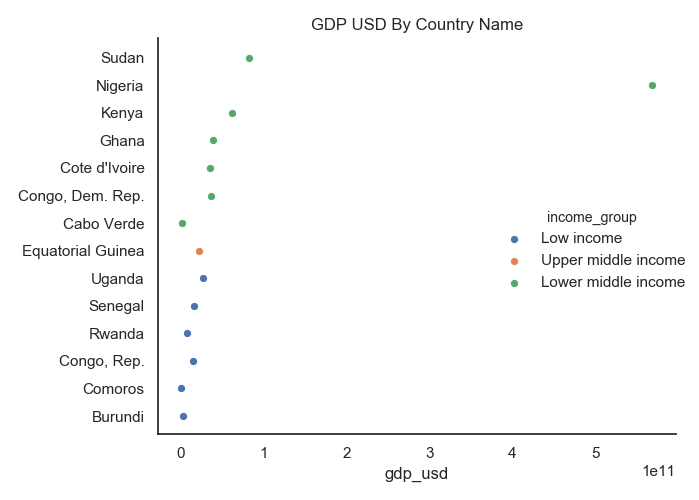 GDP USD By Country Name
Sudan
Nigeria
Kenya
Ghana
Cote d'Ivoire
Congo, Dem. Rep.
Cabo Verde
Equatorial Guinea
Uganda
Senegal
Rwanda
Congo, Rep.
Comoros
Burundi
income_group
Low income
Upper middle income
Lower middle income
0 1 2 3 4 5
1e11
gdp_usd